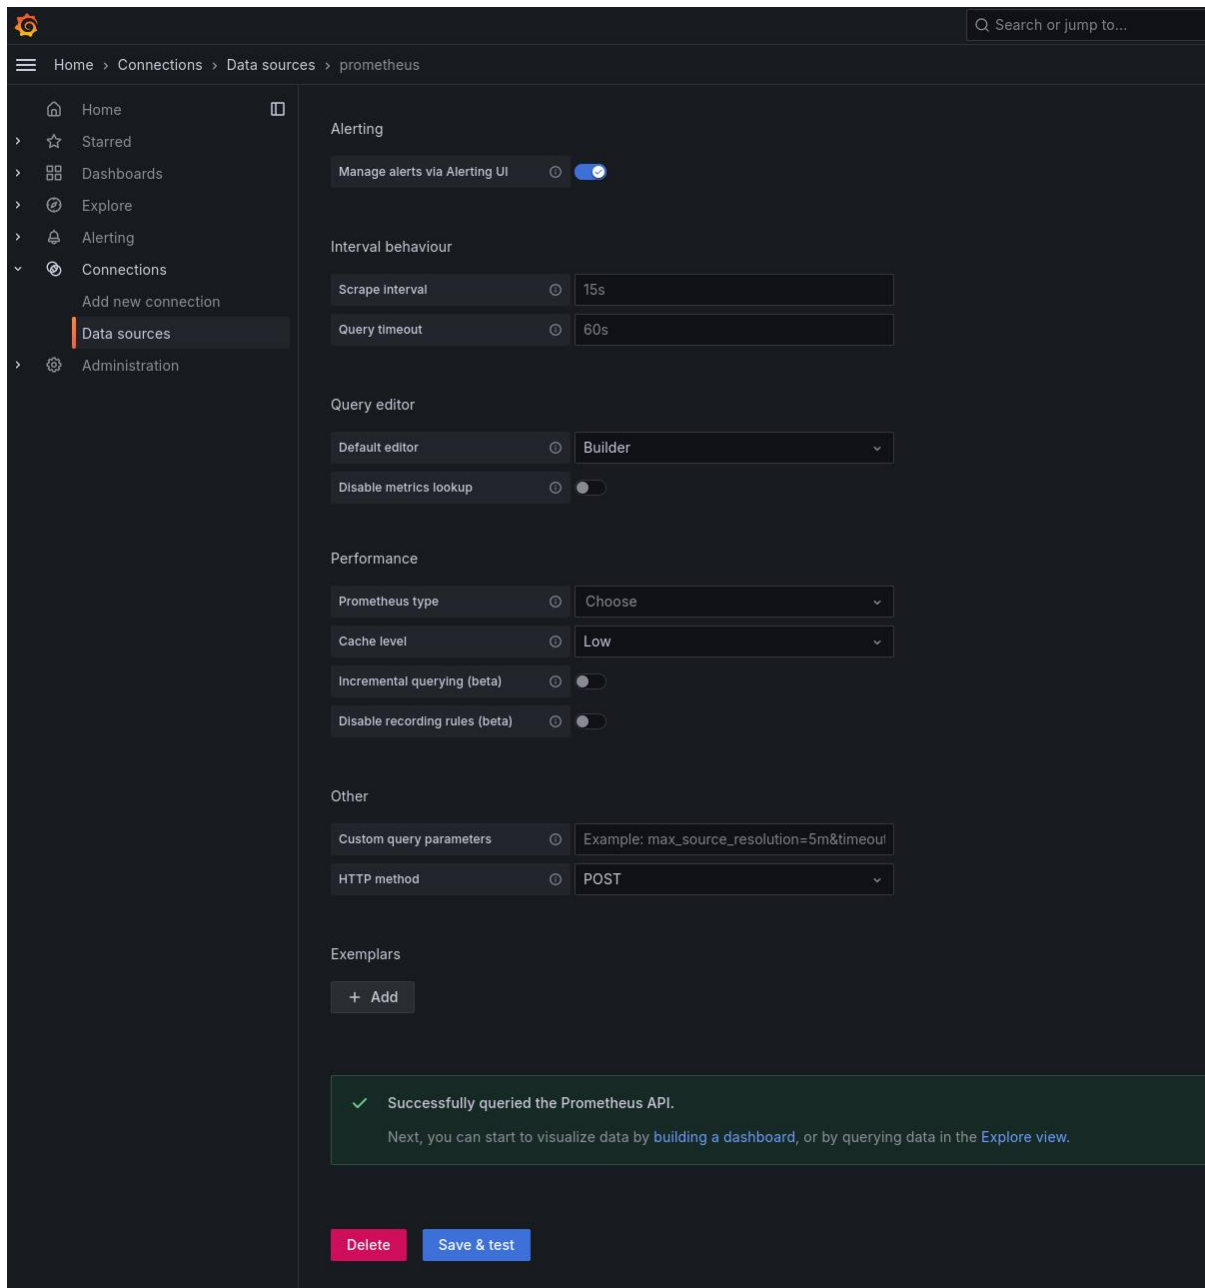 Search or jump to...
Home › Connections › Data sources › prometheus
Home
Starred
Dashboards
Explore
Alerting
Connections
Add new connection
Data sources
Administration
Alerting
Manage alerts via Alerting UI
Interval behaviour
Scrape interval 15s
Query timeout 60s
Query editor
Default editor Builder
Disable metrics lookup
Performance
Prometheus type Choose
Cache level Low
Incremental querying (beta)
Disable recording rules (beta)
Other
Custom query parameters Example: max_source_resolution=5m&timeout
HTTP method POST
Exemplars
+ Add
Successfully queried the Prometheus API.
Next, you can start to visualize data by building a dashboard, or by querying data in the Explore view.
Delete Save & test